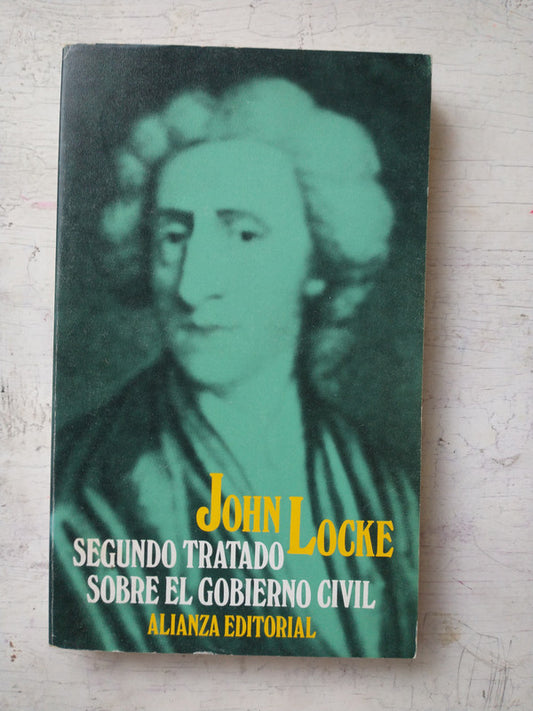 JOHN LOCKE
SEGUNDO TRATADO
SOBRE EL GOBIERNO CIVIL
ALIANZA EDITORIAL